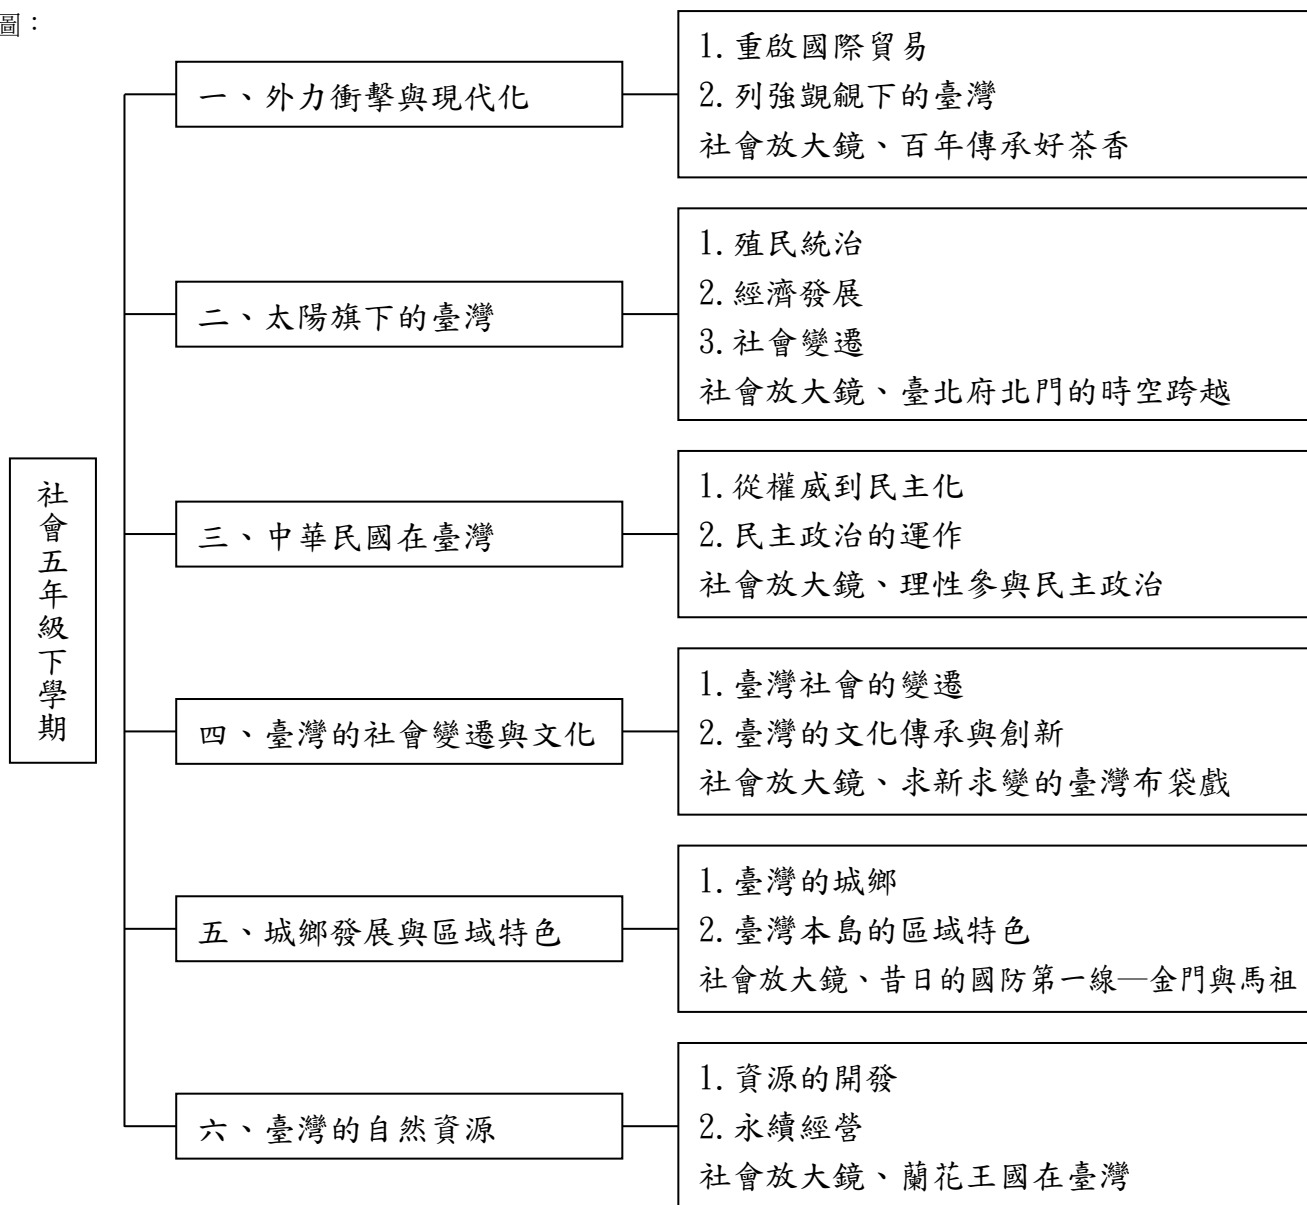 圖：
社會五年級下學期
一、外力衝擊與現代化
1.重啟國際貿易
2.列強覬覦下的臺灣
社會放大鏡、百年傳承好茶香
二、太陽旗下的臺灣
1.殖民統治
2.經濟發展
3.社會變遷
社會放大鏡、臺北府北門的時空跨越
三、中華民國在臺灣
1.從權威到民主化
2.民主政治的運作
社會放大鏡、理性參與民主政治
四、臺灣的社會變遷與文化
1.臺灣社會的變遷
2.臺灣的文化傳承與創新
社會放大鏡、求新求變的臺灣布袋戲
五、城鄉發展與區域特色
1.臺灣的城鄉
2.臺灣本島的區域特色
社會放大鏡、昔日的國防第一線—金門與馬祖
六、臺灣的自然資源
1.資源的開發
2.永續經營
社會放大鏡、蘭花王國在臺灣